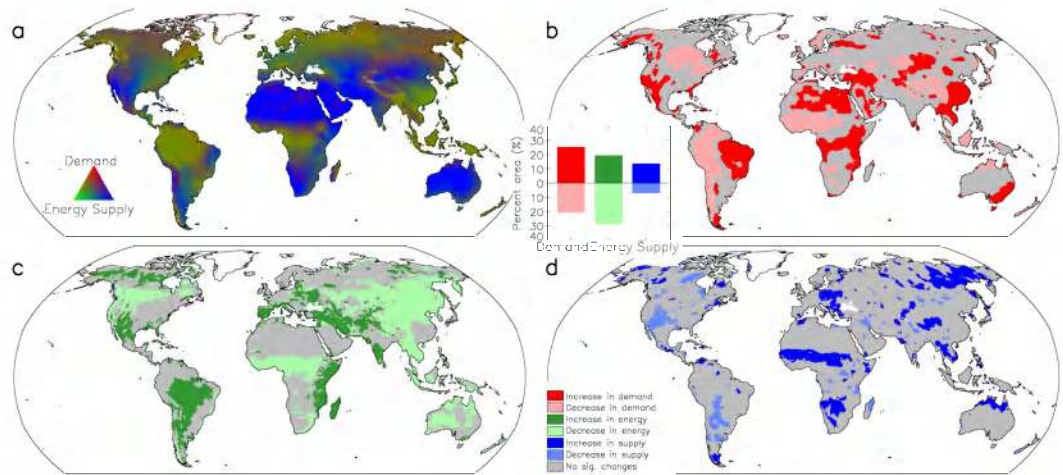 a
Demand
Energy Supply
b
Percent area (%)
40
30
20
10
0
10
20
30
40
Demand Energy Supply
c
d
Increase in demand
Decrease in demand
Increase in energy
Decrease in energy
Increase in supply
Decrease in supply
No sig. changes